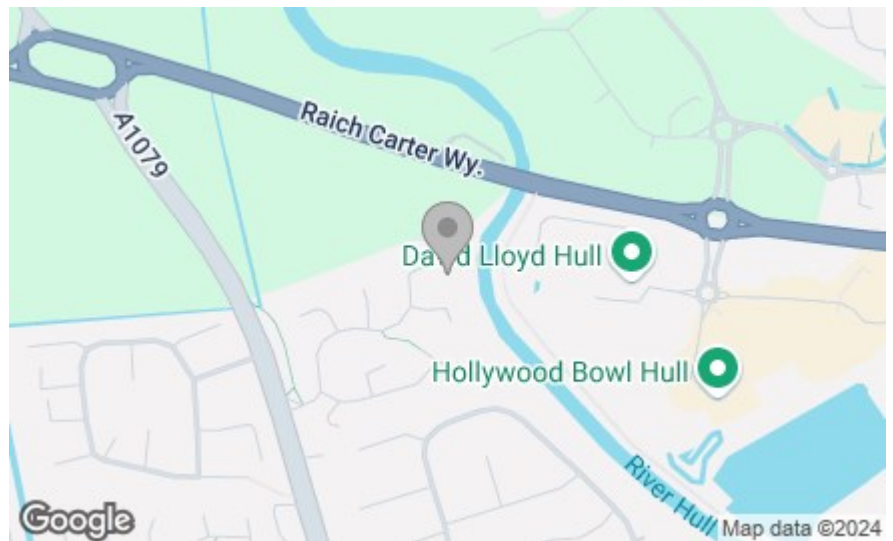 Raich Carter Wy.
A1079
David Lloyd Hull
Hollywood Bowl Hull
River Hull
Google
Map data ©2024